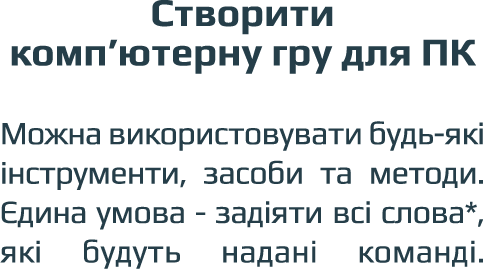 Створити
комп’ютерну гру для ПК
Можна використовувати будь-які
інструменти, засоби та методи.
Єдина умова - задіяти всі слова*,
які будуть надані команді.